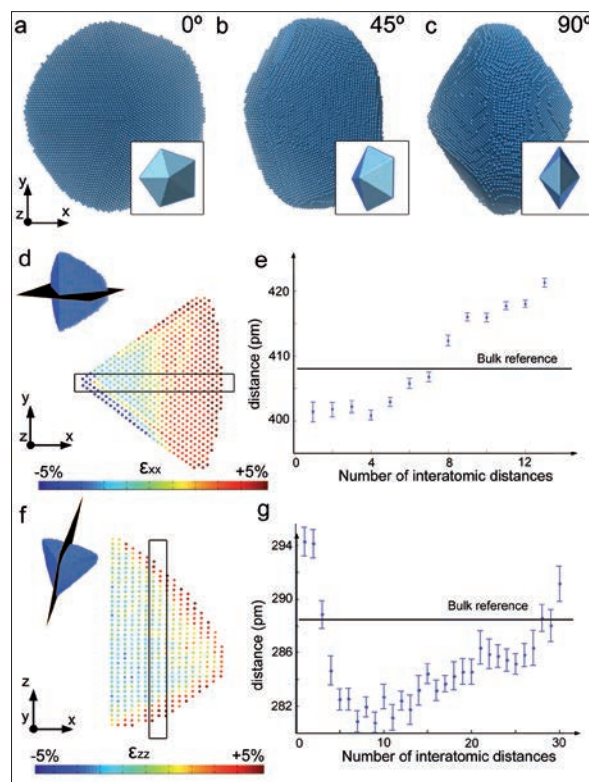 a 0º b 45º c 90º
y
z x
d
y
z x
-5% εxx +5%
e
distance (pm)
420
410
400
Bulk reference
0 4 8 12
Number of interatomic distances
f
z
y x
-5% εzz +5%
g
distance (pm)
294
290
286
282
Bulk reference
0 10 20 30
Number of interatomic distances